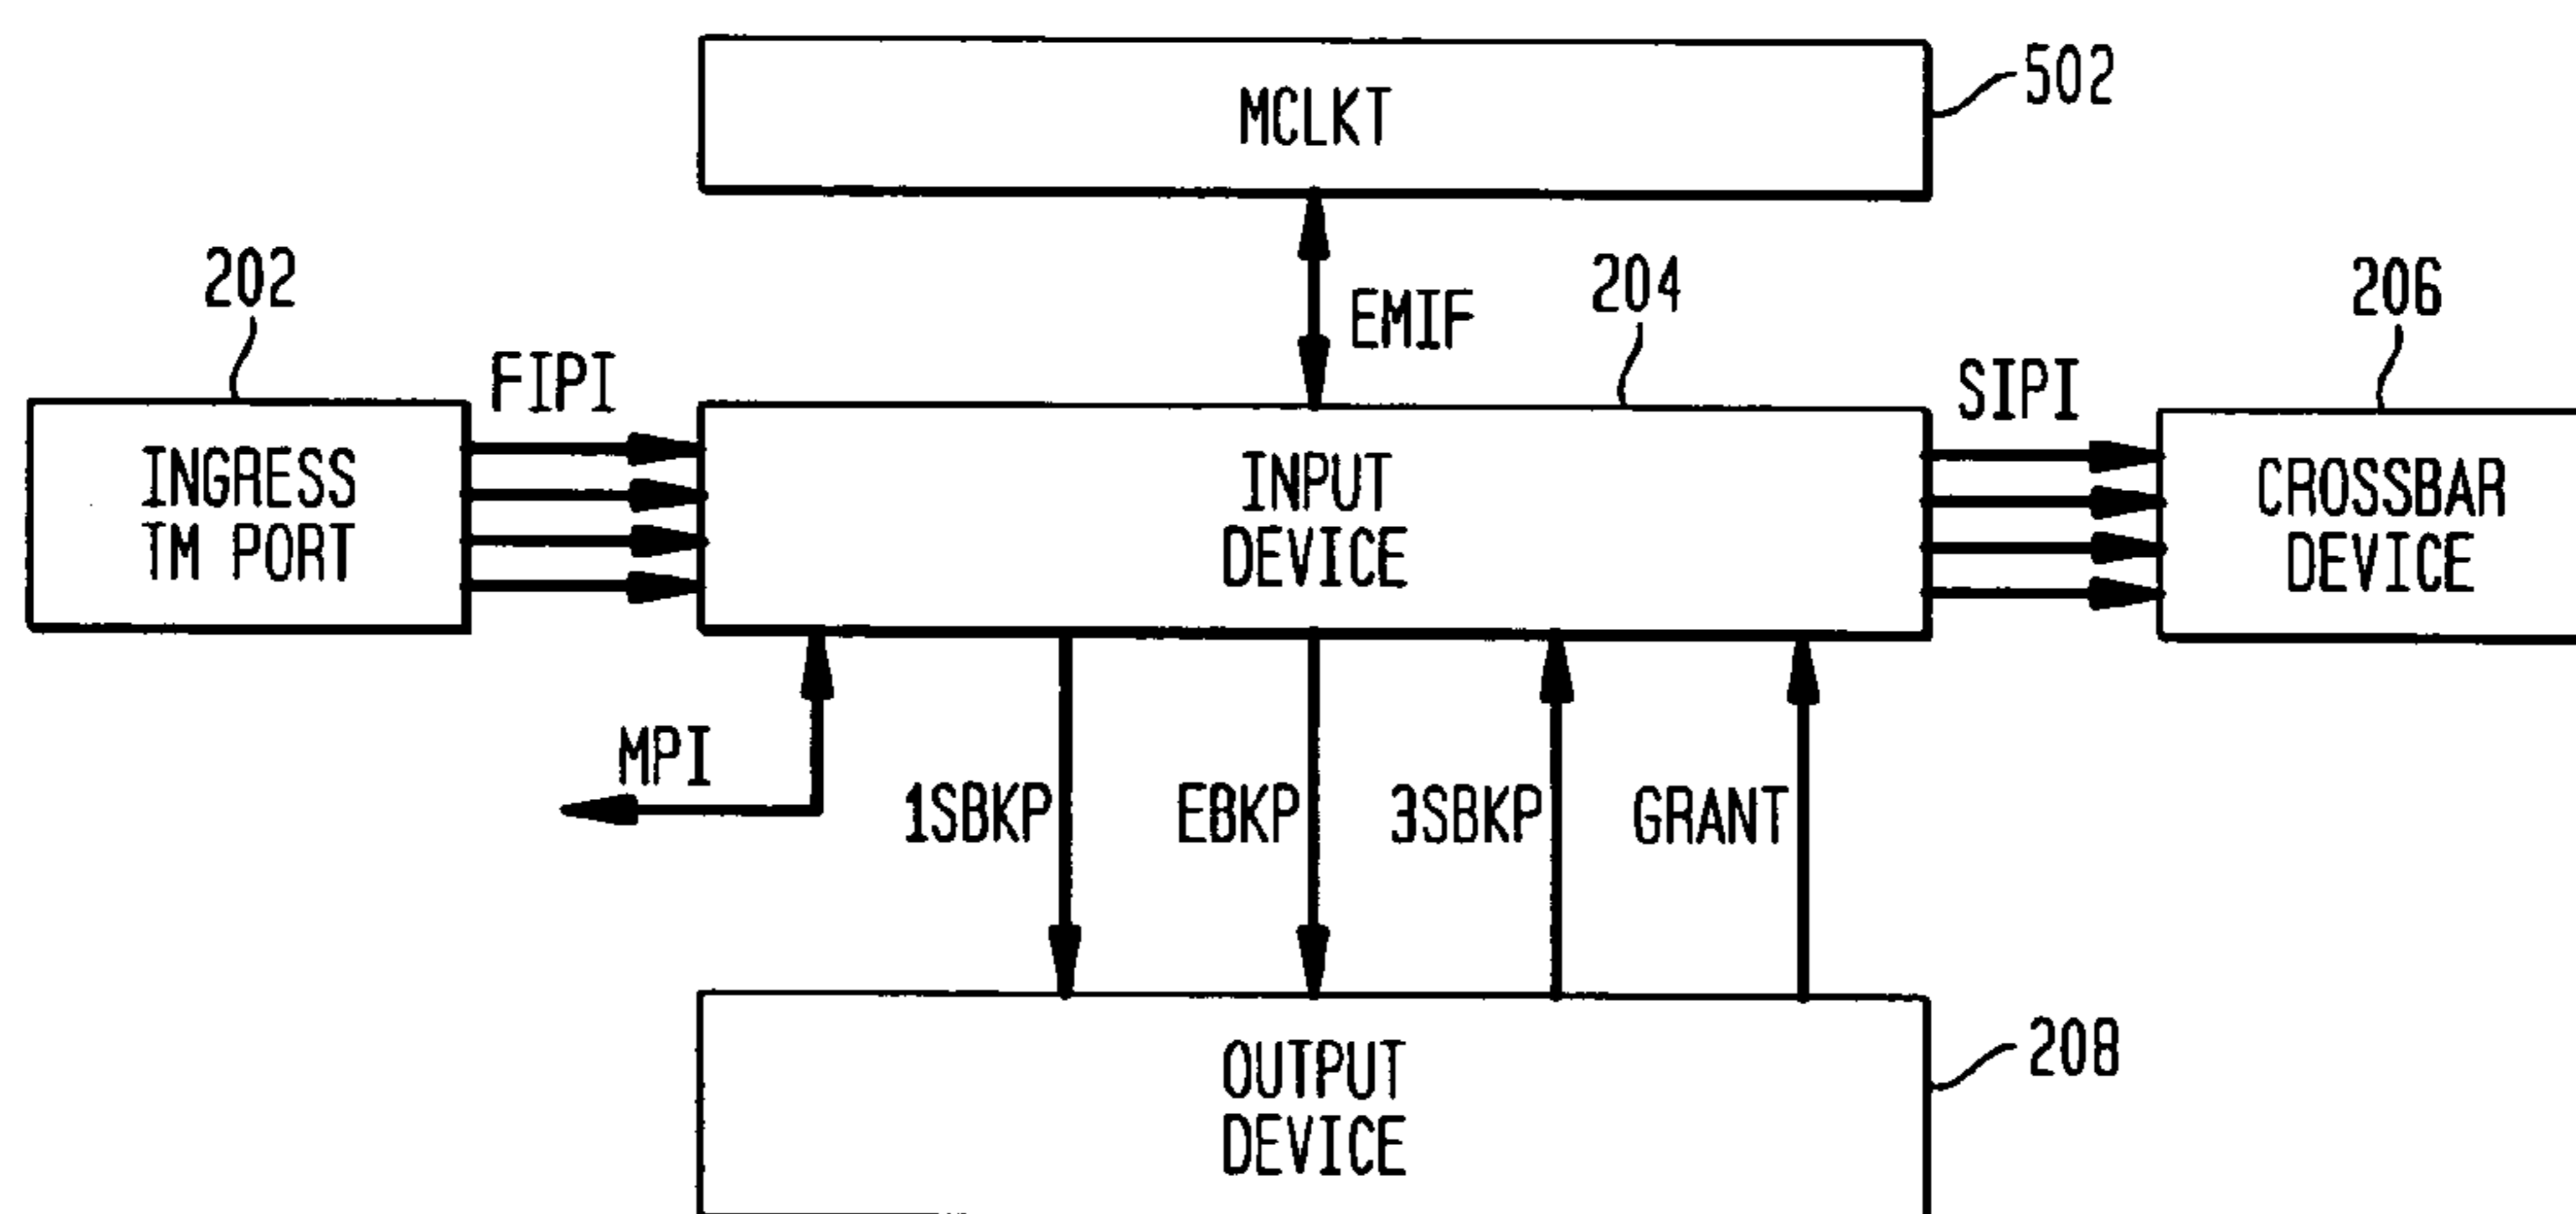 MCLKT
502
202
FIPI
EMIF
204
SIPI
206
INGRESS
TM PORT
INPUT
DEVICE
CROSSBAR
DEVICE
MPI
1SBKP
EBKP
3SBKP
GRANT
OUTPUT
DEVICE
208